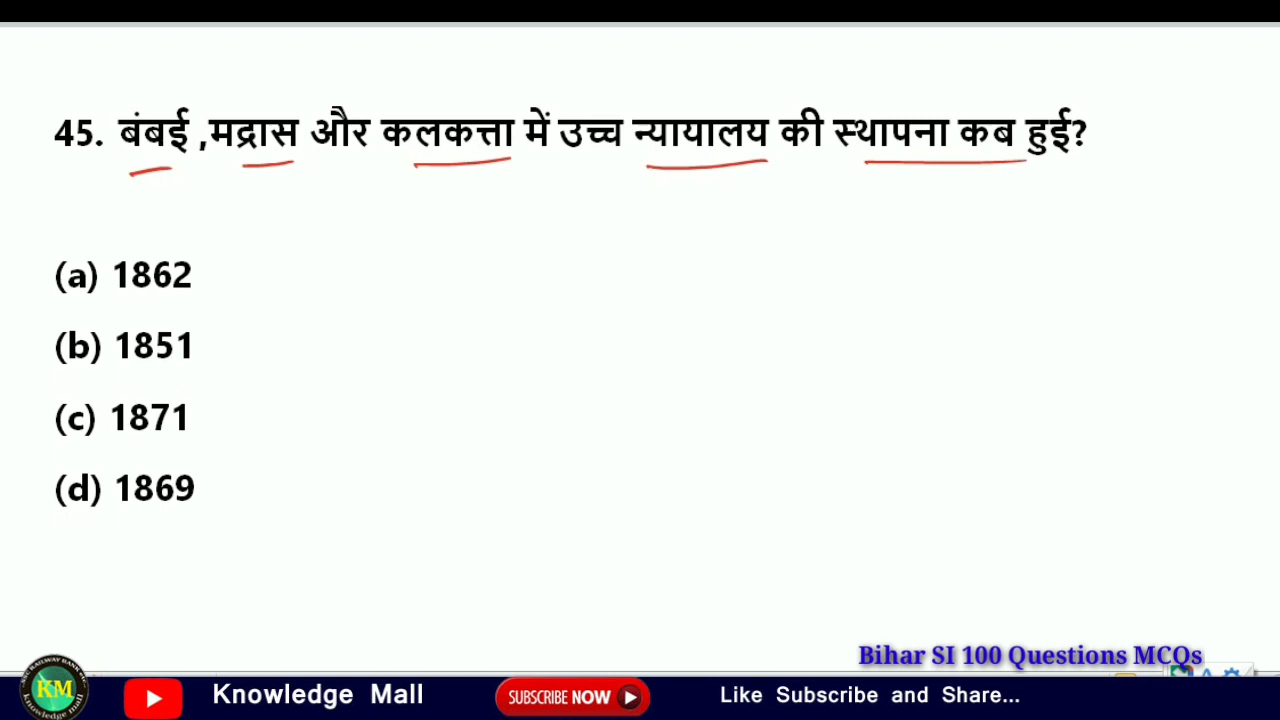 45. बंबई ,मद्रास और कलकत्ता में उच्च न्यायालय की स्थापना कब हुई?
(a) 1862
(b) 1851
(c) 1871
(d) 1869
Bihar SI 100 Questions MCQs
KM
Knowledge Mall
SUBSCRIBE NOW
Like Subscribe and Share...